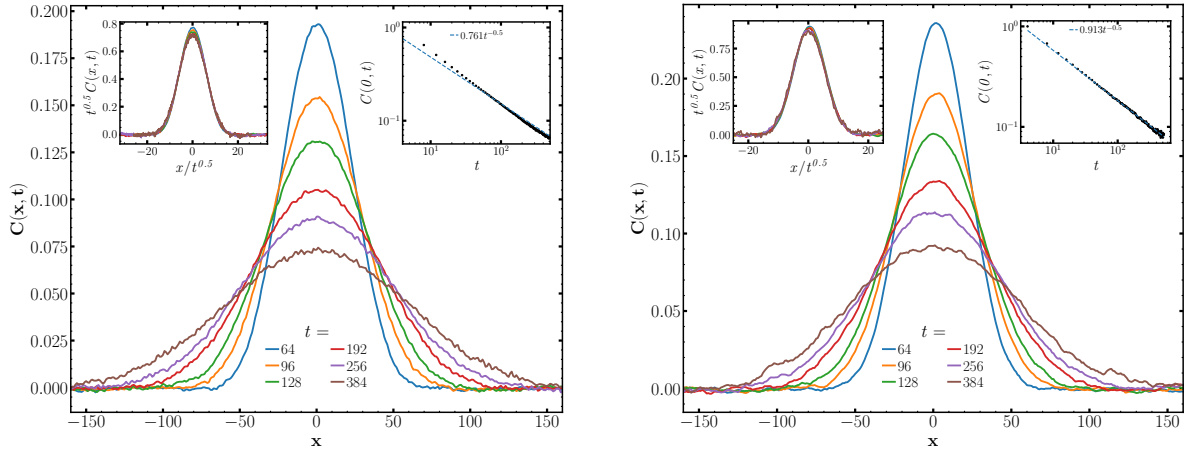 0.200
0.175
0.150
0.125
0.100
0.075
0.050
0.025
0.000
C(x, t)
−150 −100 −50 0 50 100 150
x
0.8
0.6
0.4
0.2
0.0
t^0.5 C(x, t)
−20 0 20
x/t^0.5
10^0
10^−1
C(0, t)
0.761t^−0.5
10^1 10^2
t
t =
64 192
96 256
128 384
0.20
0.15
0.10
0.05
0.00
C(x, t)
−150 −100 −50 0 50 100 150
x
0.75
0.50
0.25
0.00
t^0.5 C(x, t)
−20 0 20
x/t^0.5
10^0
10^−1
C(0, t)
0.913t^−0.5
10^1 10^2
t
t =
64 192
96 256
128 384